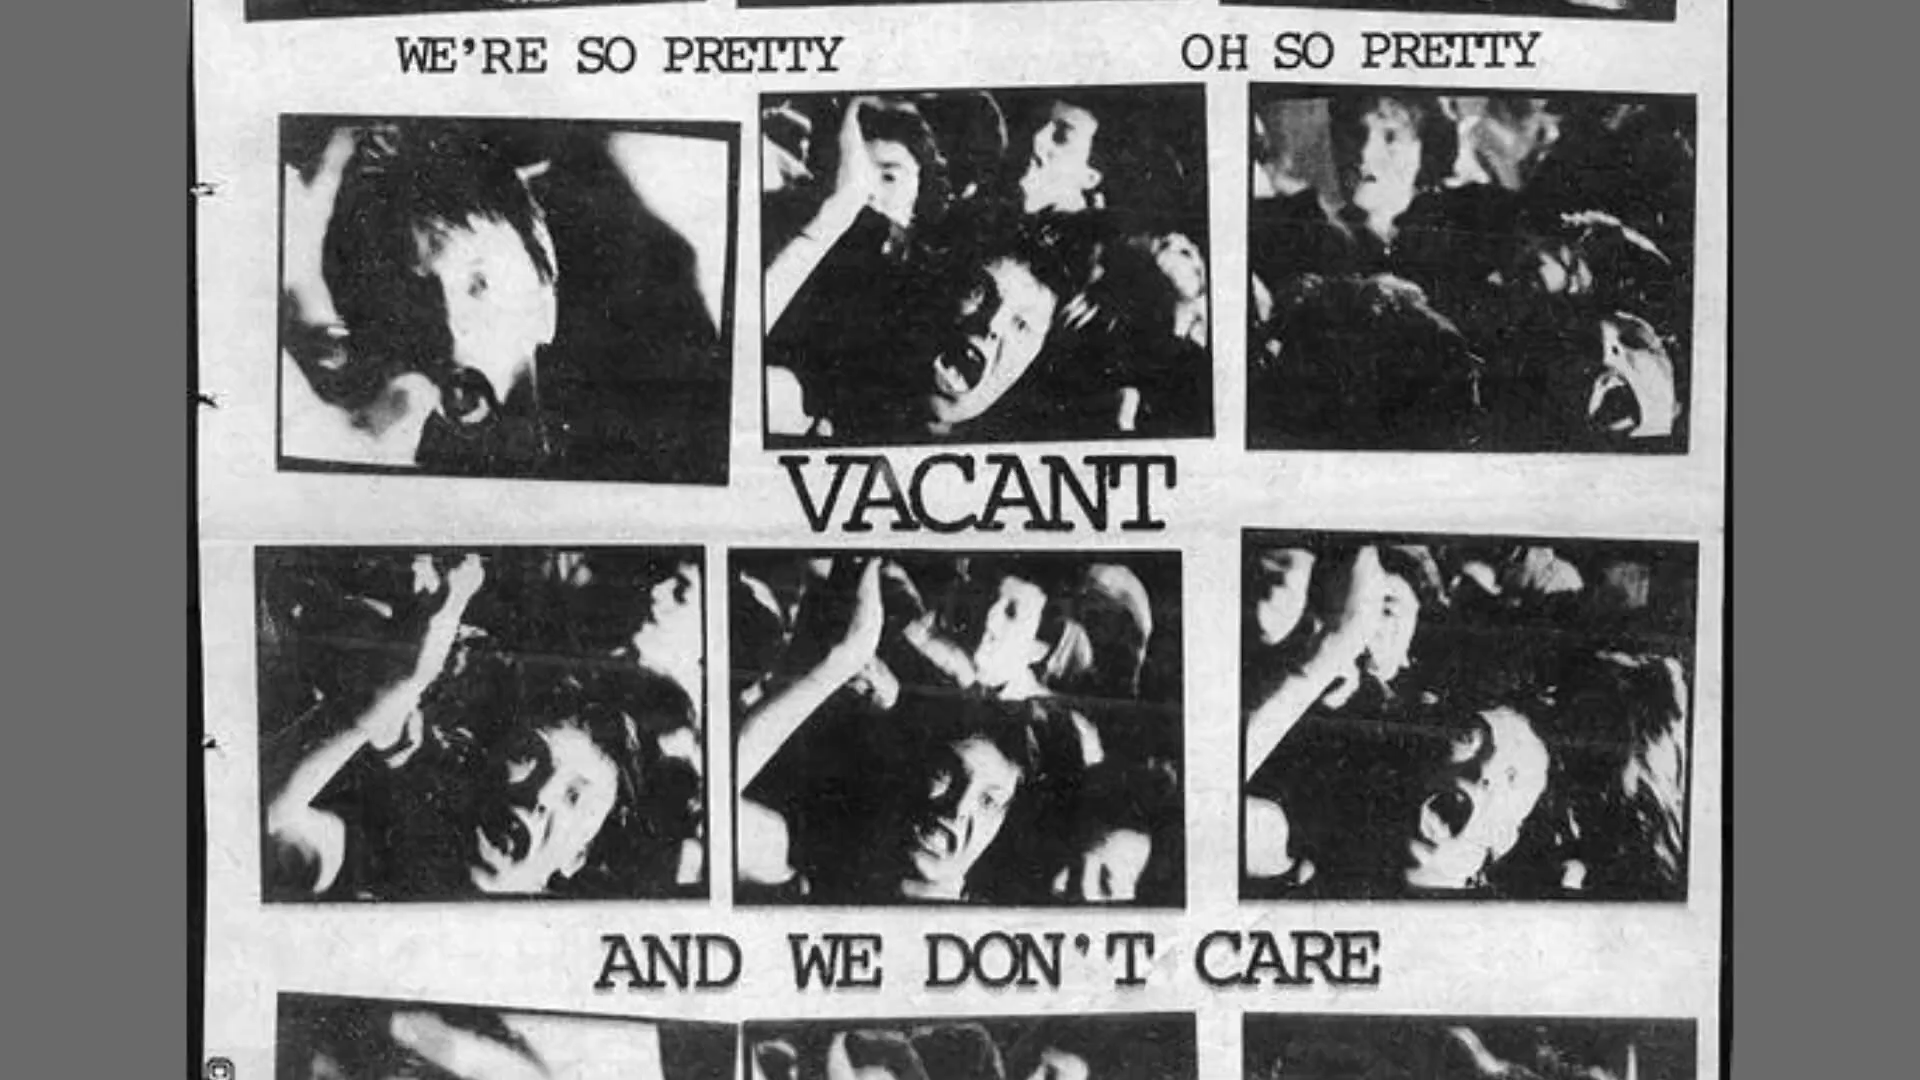 WE'RE SO PRETTY
OH SO PRETTY
VACANT
AND WE DON'T CARE